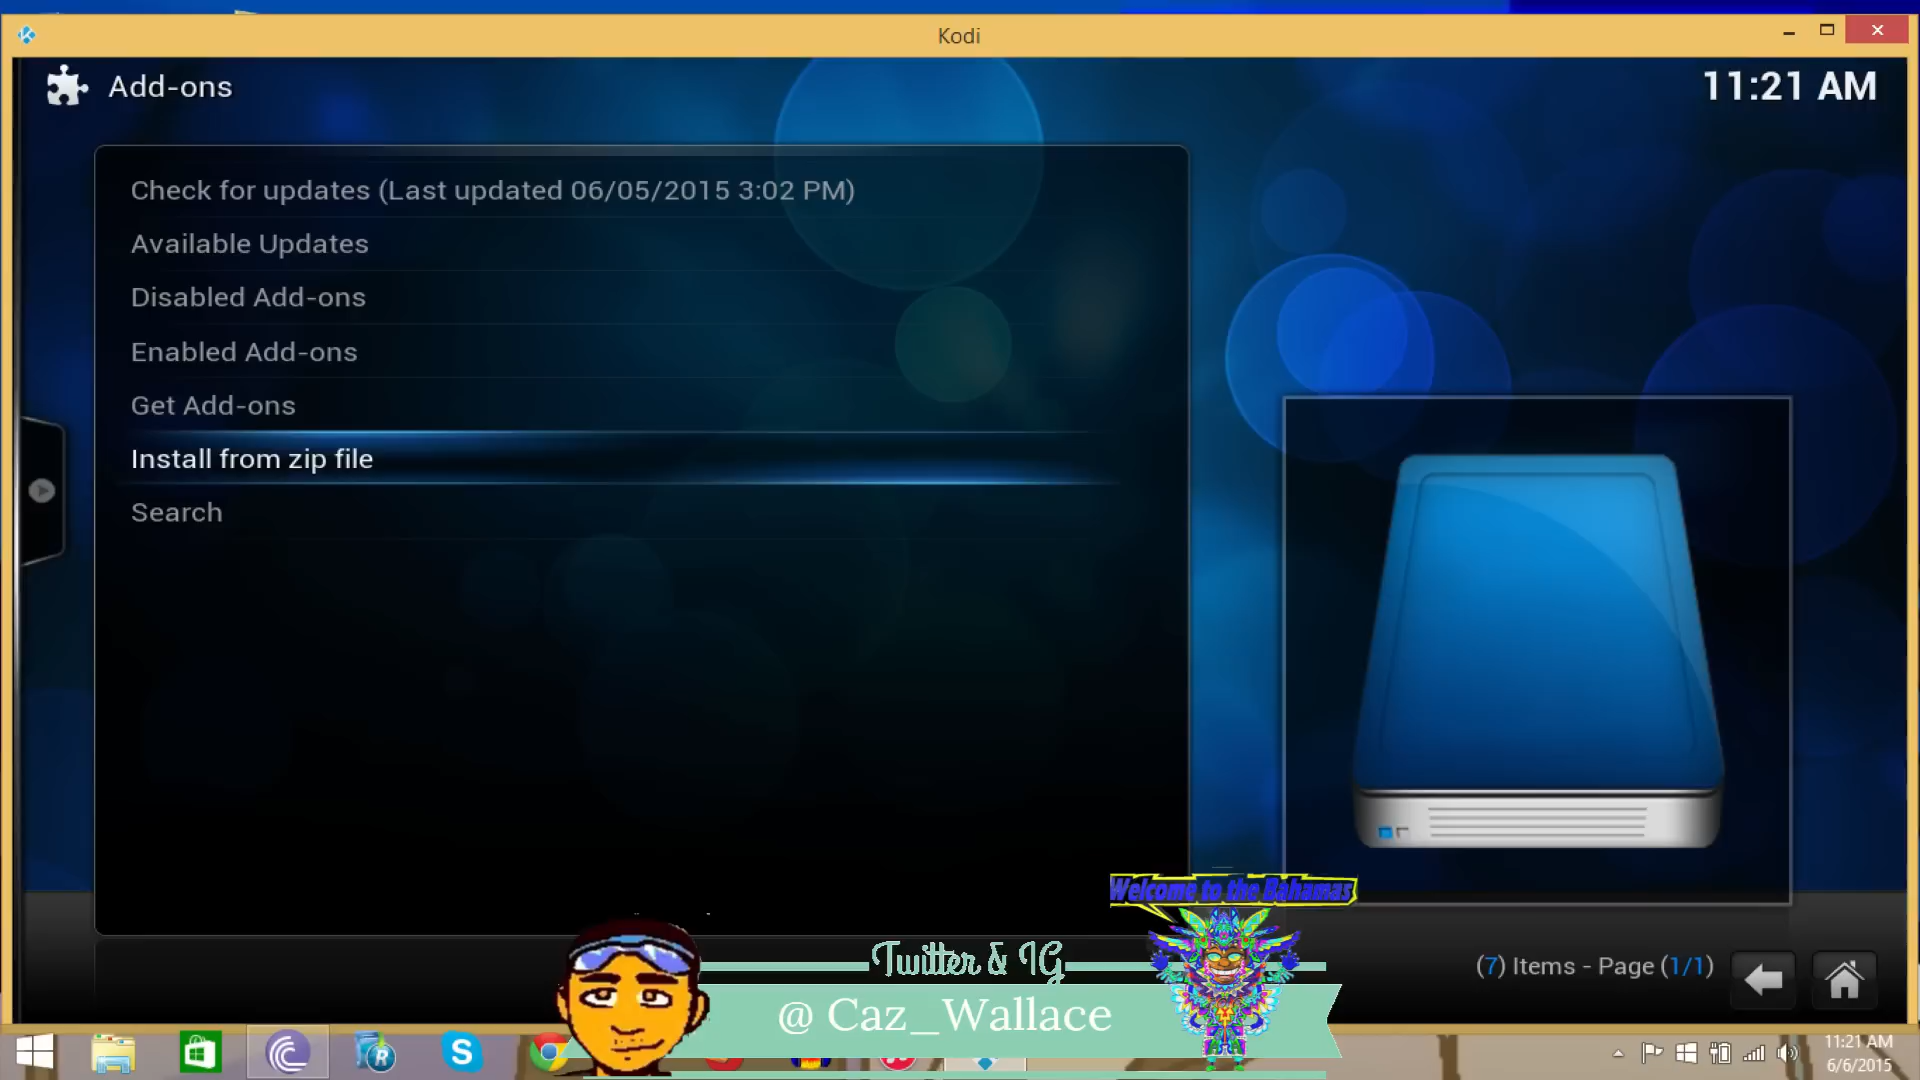 Kodi
Add-ons
11:21 AM
Check for updates (Last updated 06/05/2015 3:02 PM)
Available Updates
Disabled Add-ons
Enabled Add-ons
Get Add-ons
Install from zip file
Search
Welcome to the Bahamas
Twitter & IG
@ Caz_Wallace
(7) Items - Page (1/1)
11:21 AM
6/6/2015